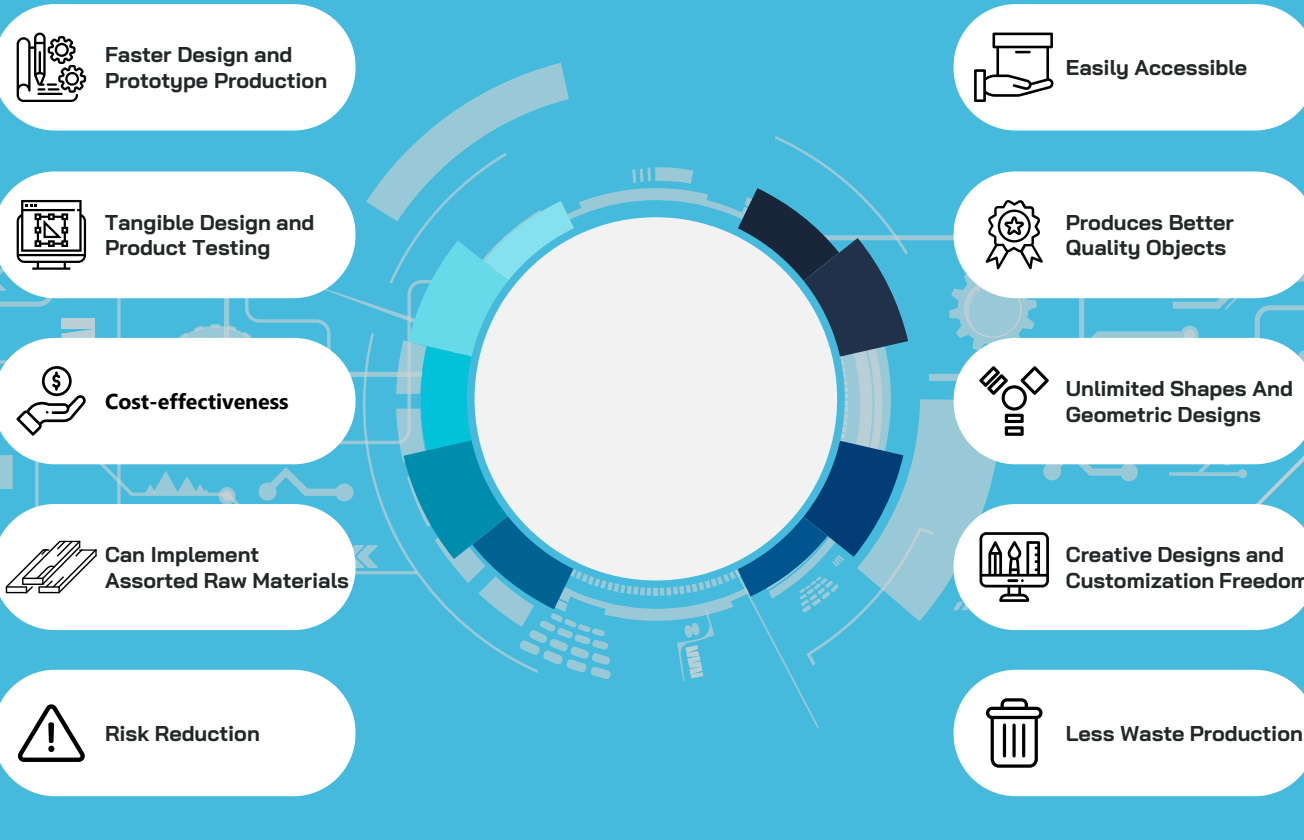 Faster Design and
Prototype Production
Tangible Design and
Product Testing
Cost-effectiveness
Can Implement
Assorted Raw Materials
Risk Reduction
Easily Accessible
Produces Better
Quality Objects
Unlimited Shapes And
Geometric Designs
Creative Designs and
Customization Freedom
Less Waste Production